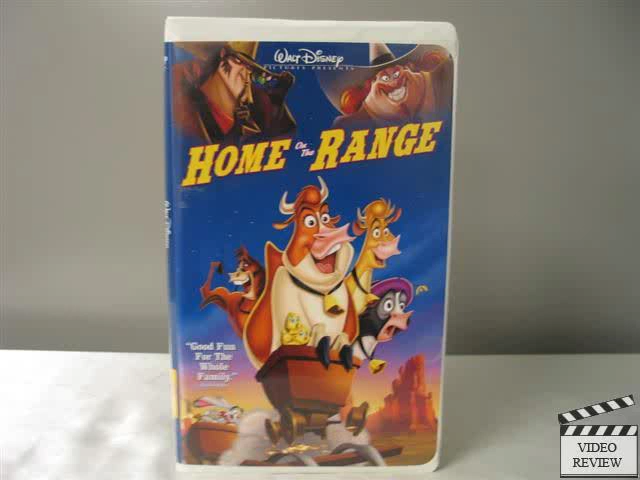 WALT DISNEY
PICTURES PRESENTS
HOME ON THE RANGE
"Good Fun
For The
Whole
Family."
VIDEO
REVIEW